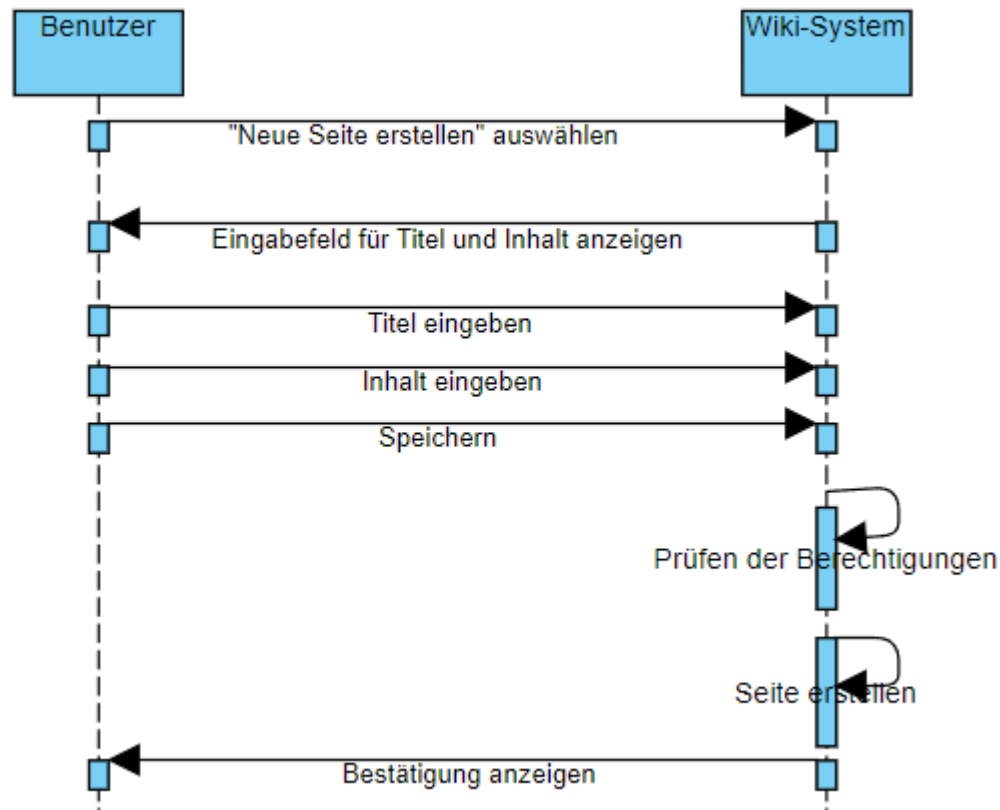 Benutzer
Wiki-System
"Neue Seite erstellen" auswählen
Eingabefeld für Titel und Inhalt anzeigen
Titel eingeben
Inhalt eingeben
Speichern
Prüfen der Berechtigungen
Seite erstellen
Bestätigung anzeigen